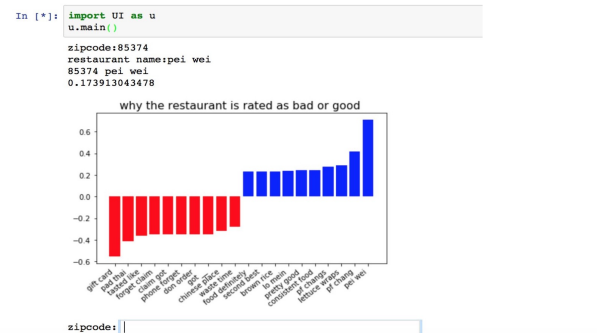 In [*]: import UI as u
u.main()
zipcode:85374
restaurant name:pei wei
85374 pei wei
0.173913043478
why the restaurant is rated as bad or good
0.6
0.4
0.2
0.0
−0.2
−0.4
−0.6
gift card
pad thai
tasted like
forget claim
claim got
phone forget
don order
got
chinese place
waste time
food definitely
second best
brown rice
lo mein
pretty good
consistent food
pf changs
lettuce wraps
pf chang
pei wei
zipcode: